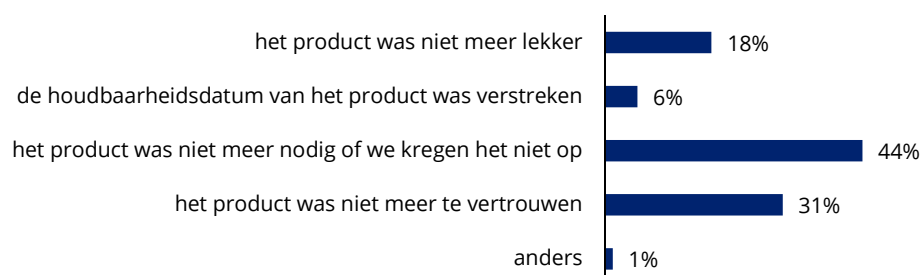 het product was niet meer lekker 18%
de houdbaarheidsdatum van het product was verstreken 6%
het product was niet meer nodig of we kregen het niet op 44%
het product was niet meer te vertrouwen 31%
anders 1%